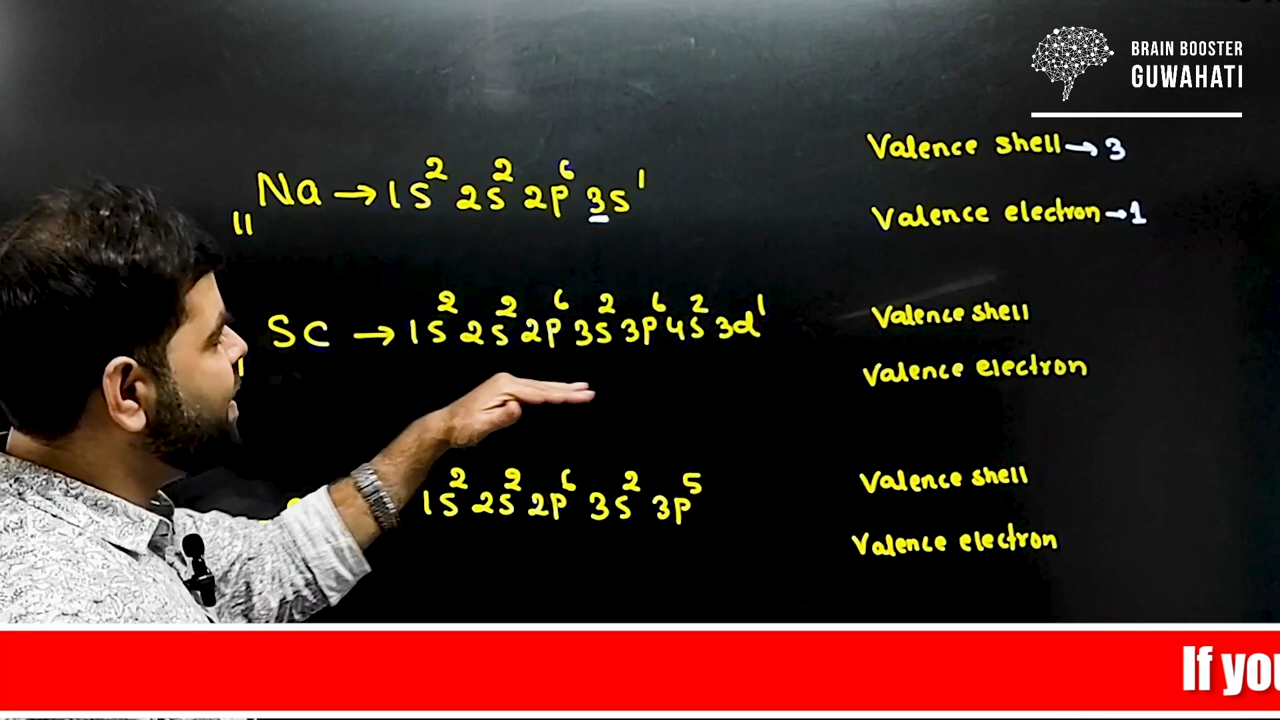 BRAIN BOOSTER
GUWAHATI
Valence shell → 3
₁₁Na → 1s² 2s² 2p⁶ 3s¹
Valence electron → 1
Sc → 1s² 2s² 2p⁶ 3s² 3p⁶ 4s² 3d¹
Valence shell
Valence electron
1s² 2s² 2p⁶ 3s² 3p⁵
Valence shell
Valence electron
If you